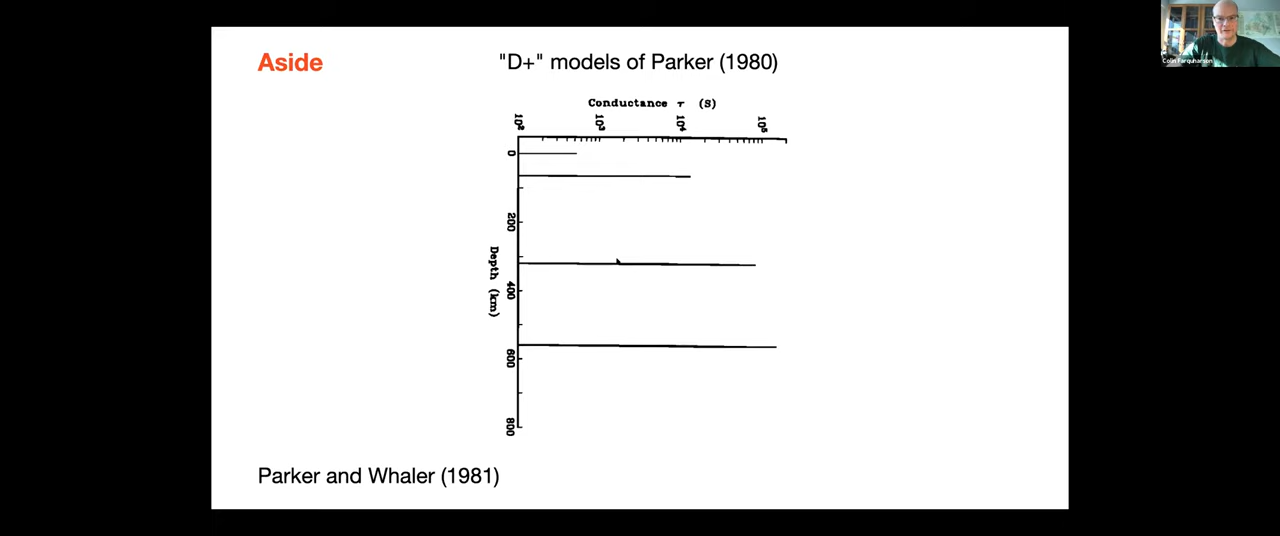 Aside
"D+" models of Parker (1980)
Conductance τ (S)
10² 10³ 10⁴ 10⁵
0
200
400
600
800
Depth (km)
Parker and Whaler (1981)
Colin Farquharson